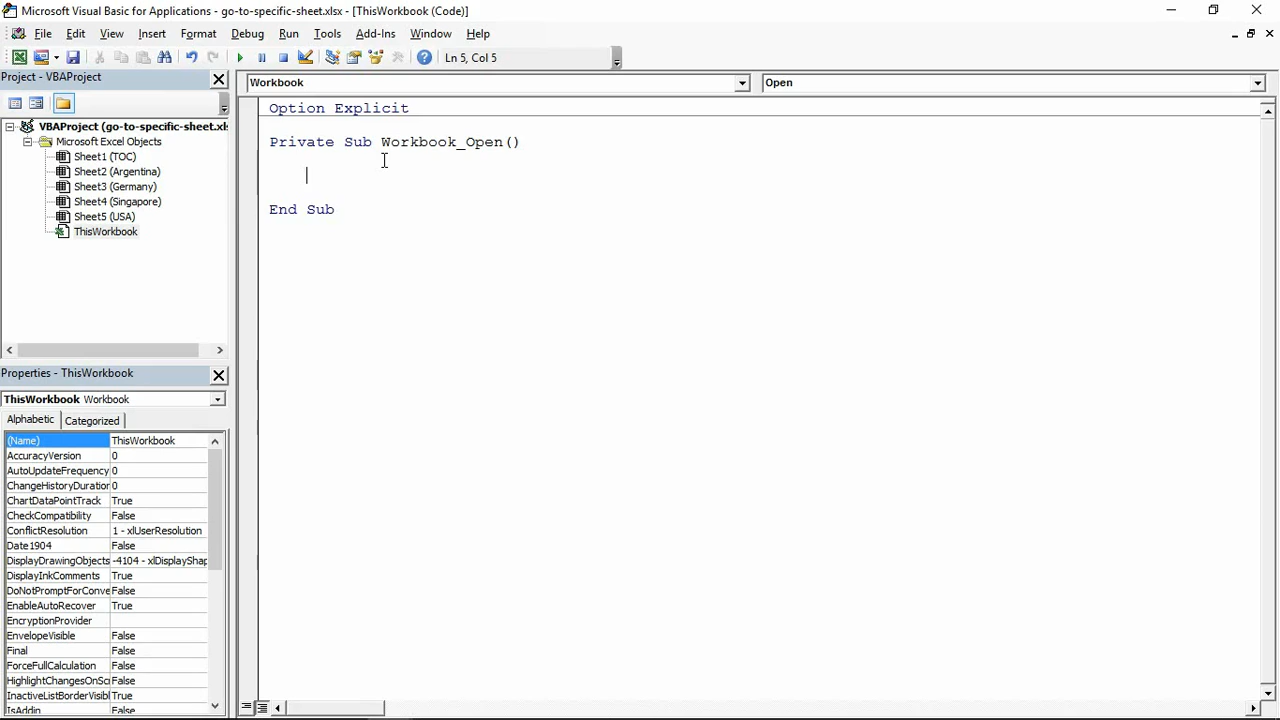 Microsoft Visual Basic for Applications - go-to-specific-sheet.xlsx - [ThisWorkbook (Code)]
File Edit View Insert Format Debug Run Tools Add-Ins Window Help
Ln 5, Col 5
Project - VBAProject
VBAProject (go-to-specific-sheet.xl
Microsoft Excel Objects
Sheet1 (TOC)
Sheet2 (Argentina)
Sheet3 (Germany)
Sheet4 (Singapore)
Sheet5 (USA)
ThisWorkbook
Properties - ThisWorkbook
ThisWorkbook Workbook
Alphabetic Categorized
(Name) ThisWorkbook
AccuracyVersion 0
AutoUpdateFrequency 0
ChangeHistoryDuration 0
ChartDataPointTrack True
CheckCompatibility False
ConflictResolution 1 - xlUserResolution
Date1904 False
DisplayDrawingObjects -4104 - xlDisplayShap
DisplayInkComments True
DoNotPromptForConve False
EnableAutoRecover True
EncryptionProvider
EnvelopeVisible False
Final False
ForceFullCalculation False
HighlightChangesOnSc False
InactiveListBorderVisibl True
IsAddin False
Workbook Open
Option Explicit
Private Sub Workbook_Open()
End Sub